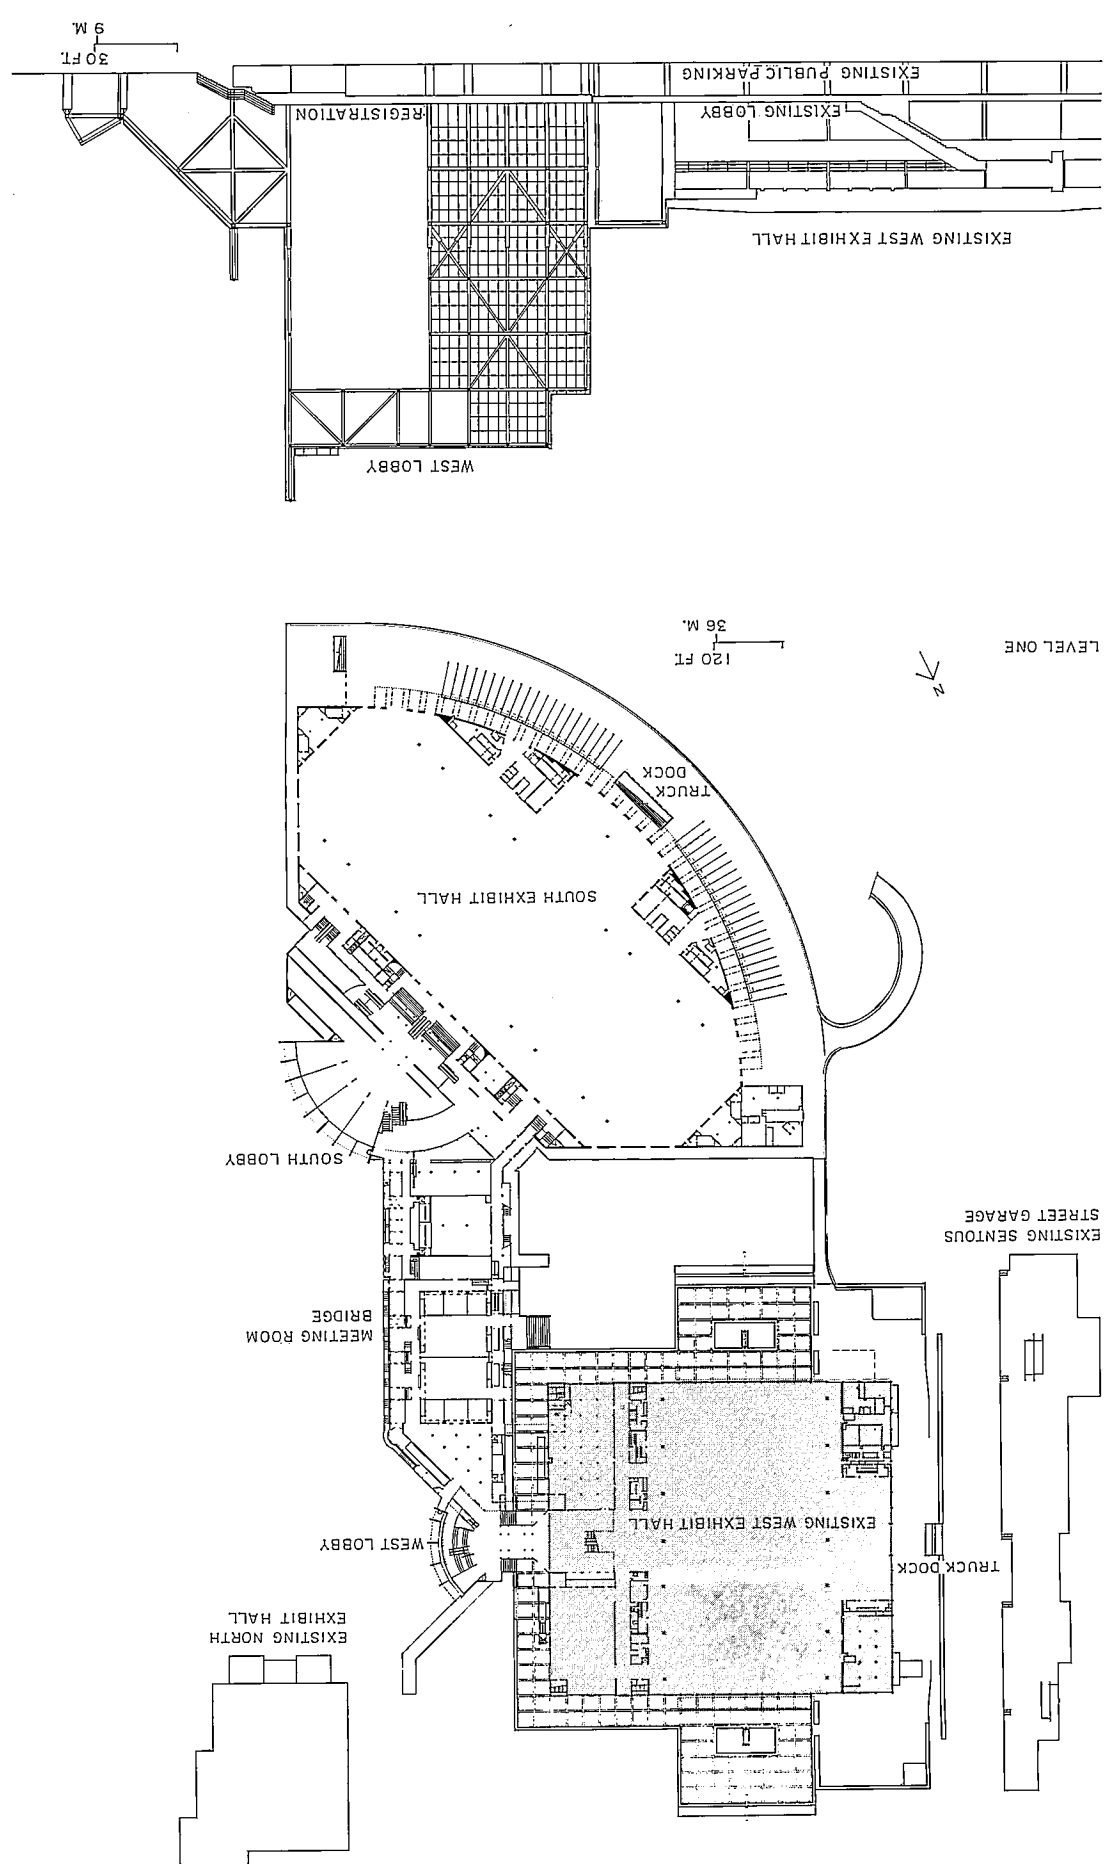 EXISTING NORTH
EXHIBIT HALL
TRUCK DOCK
WEST LOBBY
EXISTING WEST EXHIBIT HALL
MEETING ROOM
BRIDGE
EXISTING SENTOUS
STREET GARAGE
SOUTH LOBBY
SOUTH EXHIBIT HALL
TRUCK
DOCK
LEVEL ONE
N
120 FT.
36 M.
WEST LOBBY
EXISTING WEST EXHIBIT HALL
EXISTING LOBBY
REGISTRATION
EXISTING PUBLIC PARKING
30 FT.
9 M.